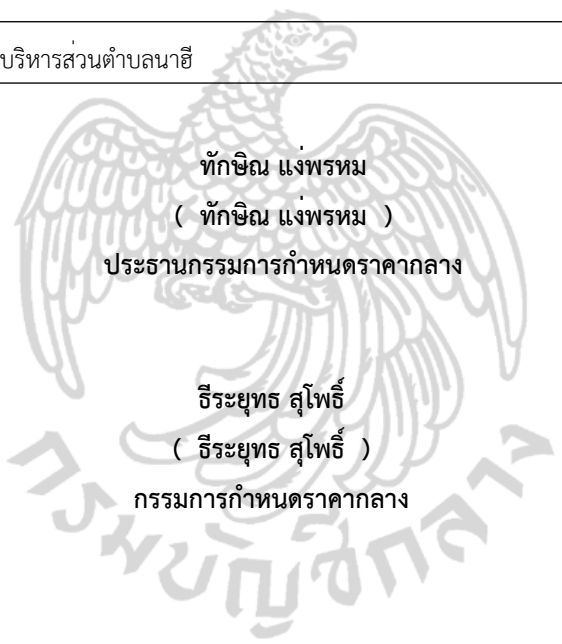 บริหารส่วนตำบลนาฮี
ทักษิณ แง่พรหม
( ทักษิณ แง่พรหม )
ประธานกรรมการกำหนดราคากลาง
ธีระยุทธ สุโพธิ์
( ธีระยุทธ สุโพธิ์ )
กรรมการกำหนดราคากลาง
กรมบัญชีกลาง